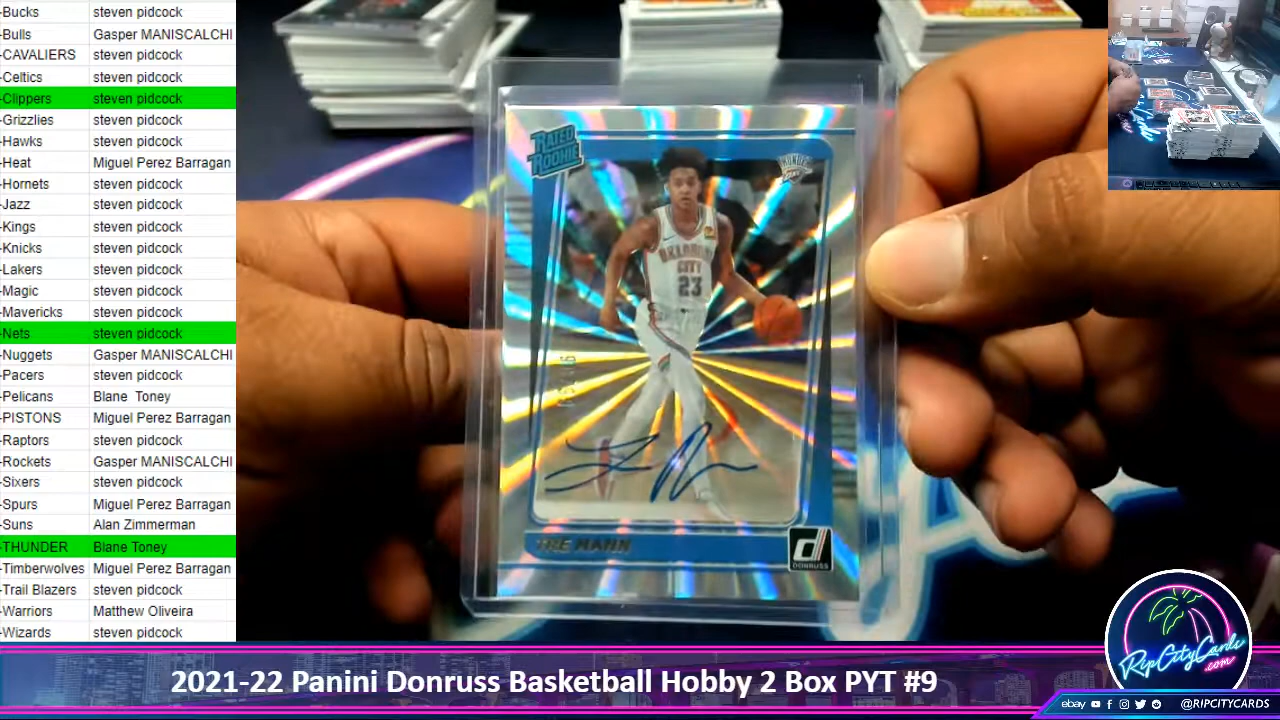 -Bucks steven pidcock
-Bulls Gasper MANISCALCHI
-CAVALIERS steven pidcock
-Celtics steven pidcock
-Clippers steven pidcock
-Grizzlies steven pidcock
-Hawks steven pidcock
-Heat Miguel Perez Barragan
-Hornets steven pidcock
-Jazz steven pidcock
-Kings steven pidcock
-Knicks steven pidcock
-Lakers steven pidcock
-Magic steven pidcock
-Mavericks steven pidcock
-Nets steven pidcock
-Nuggets Gasper MANISCALCHI
-Pacers steven pidcock
-Pelicans Blane Toney
-PISTONS Miguel Perez Barragan
-Raptors steven pidcock
-Rockets Gasper MANISCALCHI
-Sixers steven pidcock
-Spurs Miguel Perez Barragan
-Suns Alan Zimmerman
-THUNDER Blane Toney
-Timberwolves Miguel Perez Barragan
-Trail Blazers steven pidcock
-Warriors Matthew Oliveira
-Wizards steven pidcock
RATED
ROOKIE
OKLAHOMA
CITY
23
TRE MANN
d
DONRUSS
RipCityCards
.com
2021-22 Panini Donruss Basketball Hobby 2 Box PYT #9
ebay @RIPCITYCARDS